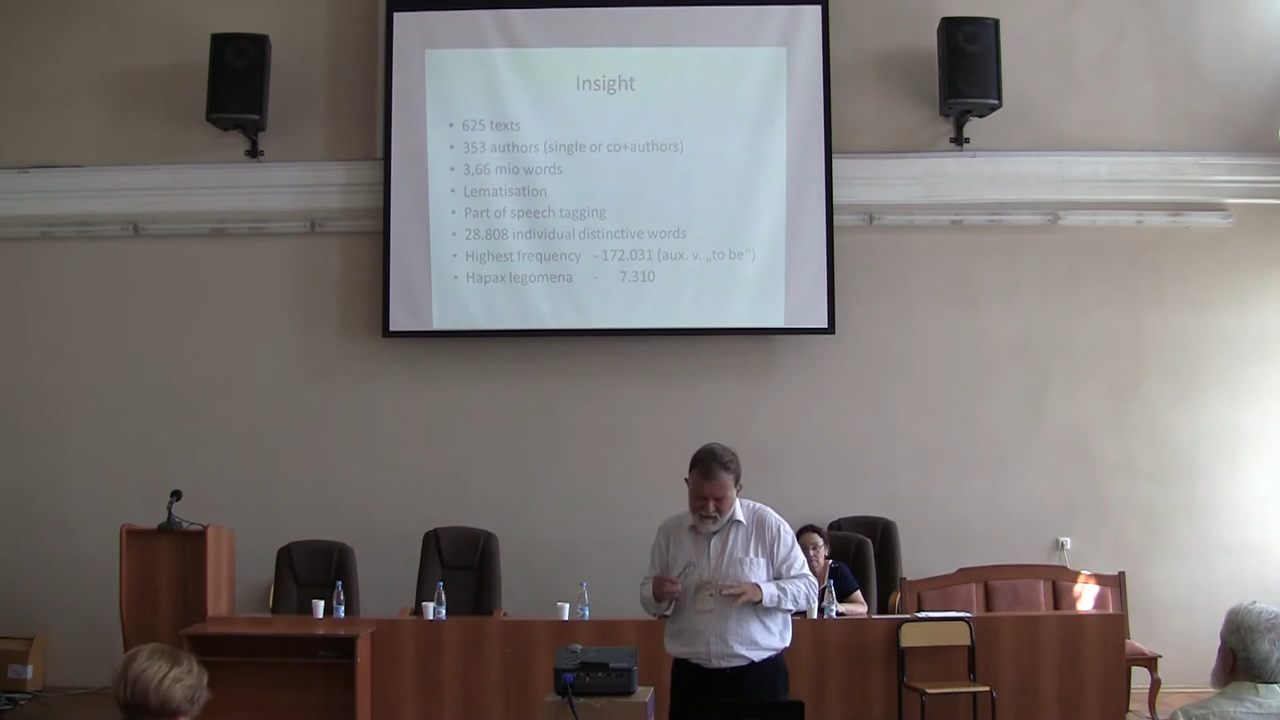 Insight
• 625 texts
• 353 authors (single or co+authors)
• 3,66 mio words
• Lematisation
• Part of speech tagging
• 28.808 individual distinctive words
• Highest frequency - 172.031 (aux. v. „to be”)
• Hapax legomena - 7.310